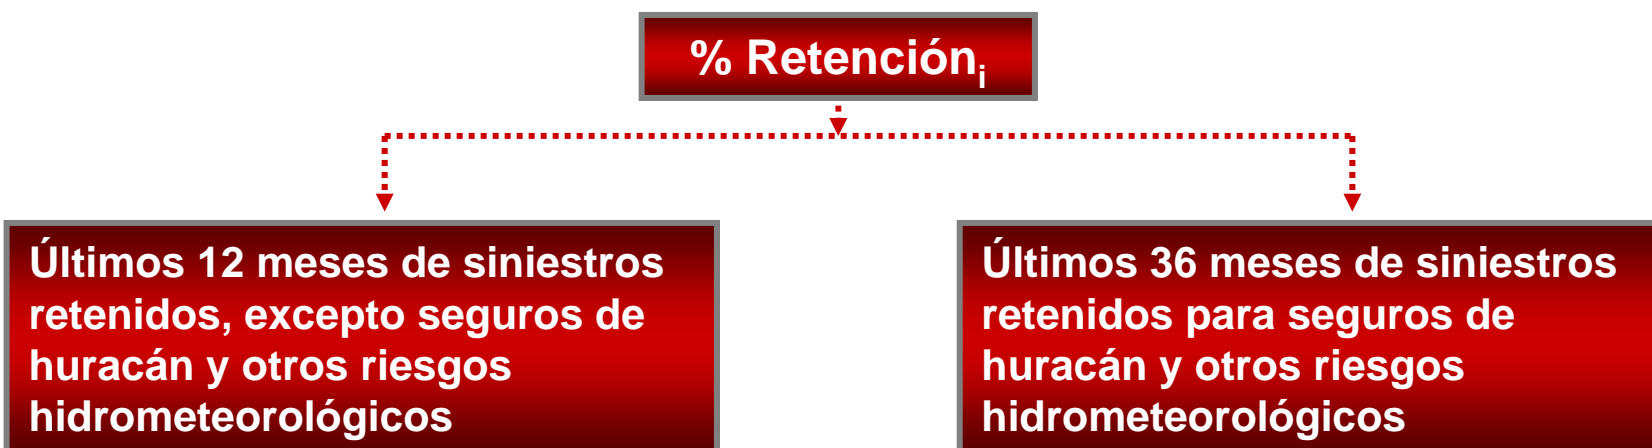 % Retenciónᵢ
Últimos 12 meses de siniestros
retenidos, excepto seguros de
huracán y otros riesgos
hidrometeorológicos
Últimos 36 meses de siniestros
retenidos para seguros de
huracán y otros riesgos
hidrometeorológicos